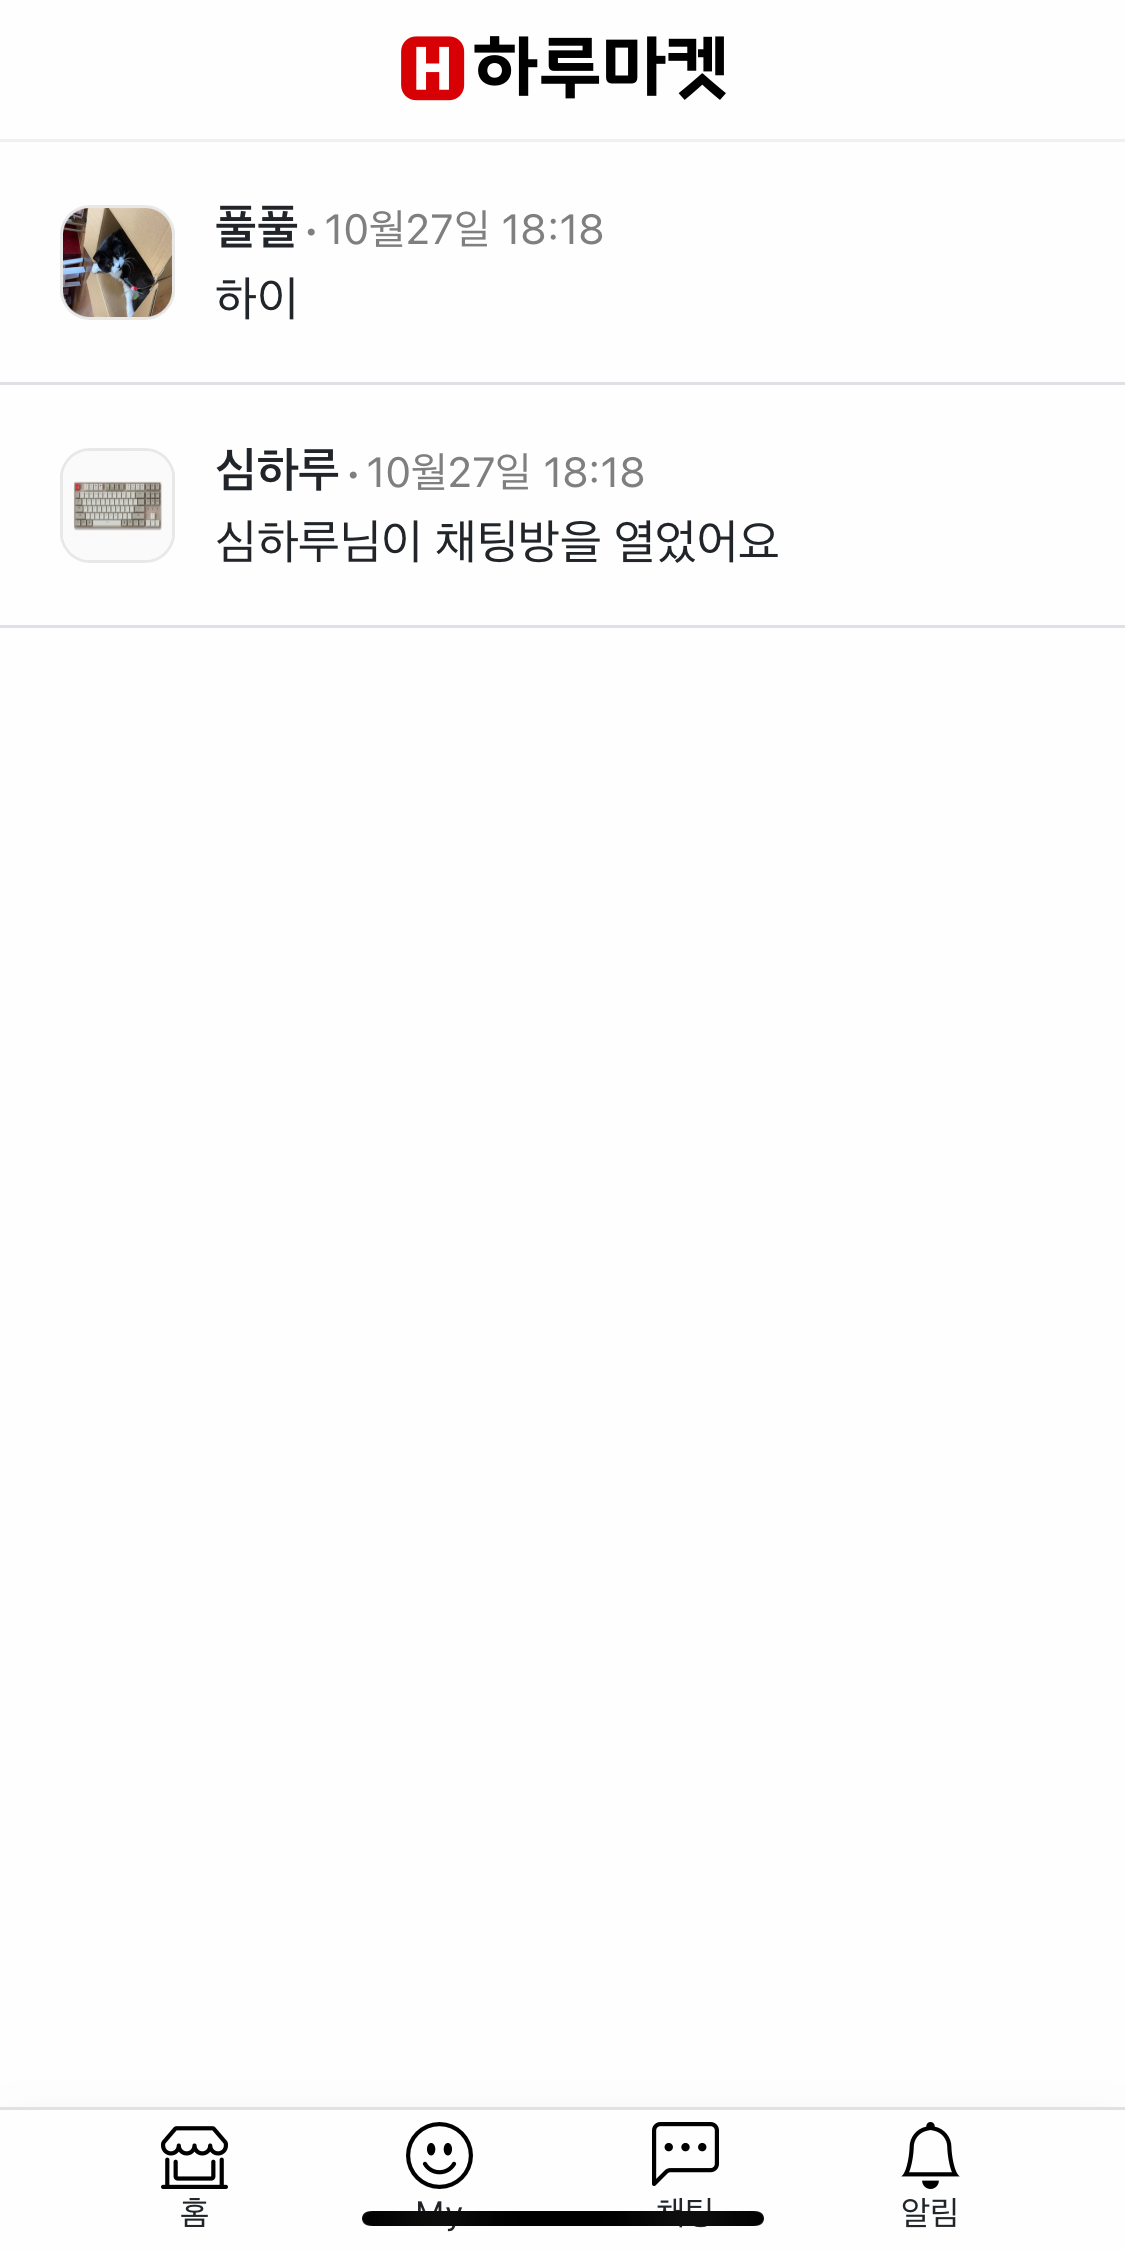 H 하루마켓
풀풀 · 10월27일 18:18
하이
심하루 · 10월27일 18:18
심하루님이 채팅방을 열었어요
홈 My 채팅 알림